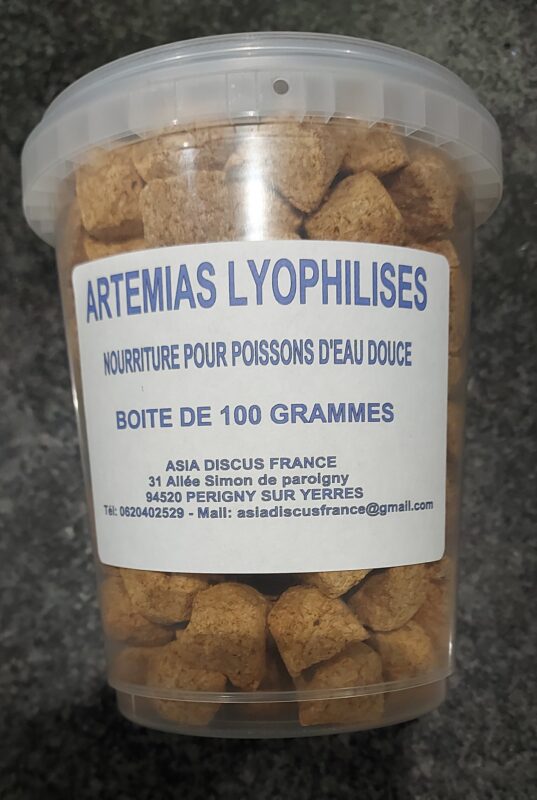 ARTEMIAS LYOPHILISES
NOURRITURE POUR POISSONS D'EAU DOUCE
BOITE DE 100 GRAMMES
ASIA DISCUS FRANCE
31 Allée Simon de paroigny
94520 PERIGNY SUR YERRES
Tél: 0620402529 - Mail: asiadiscusfrance@gmail.com